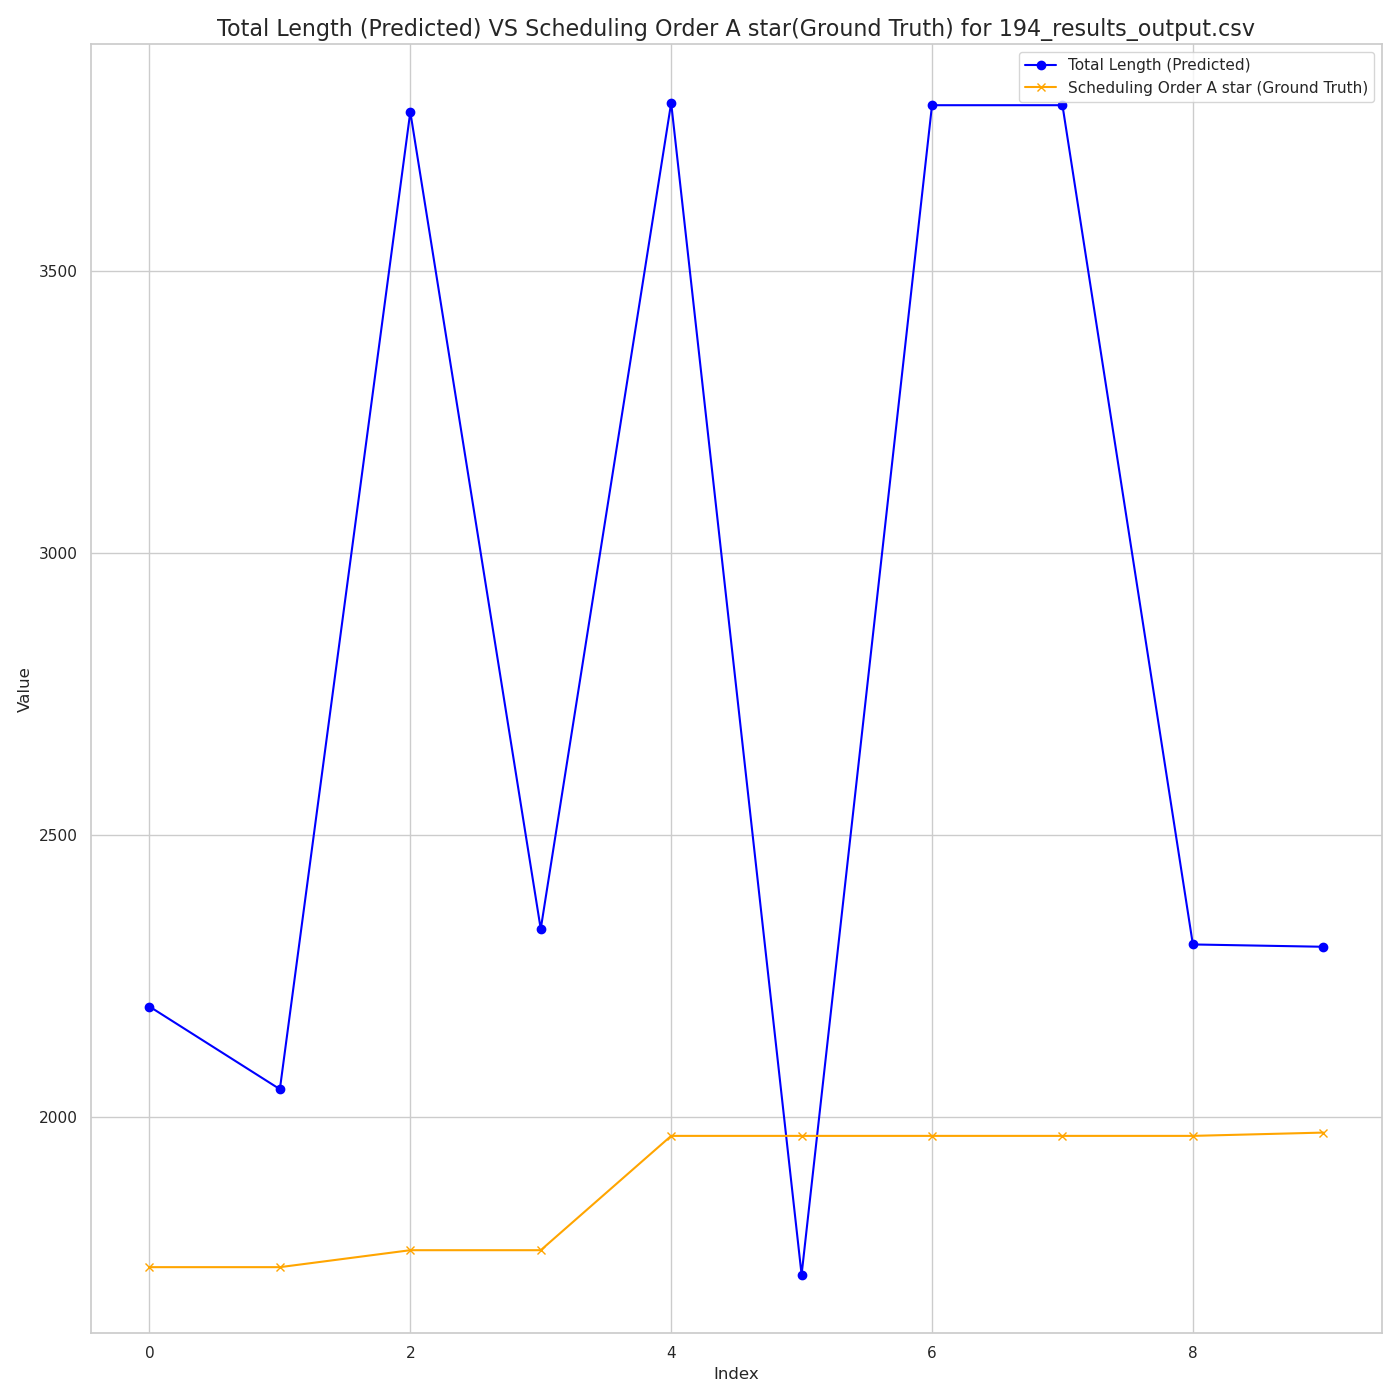 Total Length (Predicted) VS Scheduling Order A star(Ground Truth) for 194_results_output.csv
Total Length (Predicted)
Scheduling Order A star (Ground Truth)
3500
3000
2500
2000
Value
0 2 4 6 8
Index